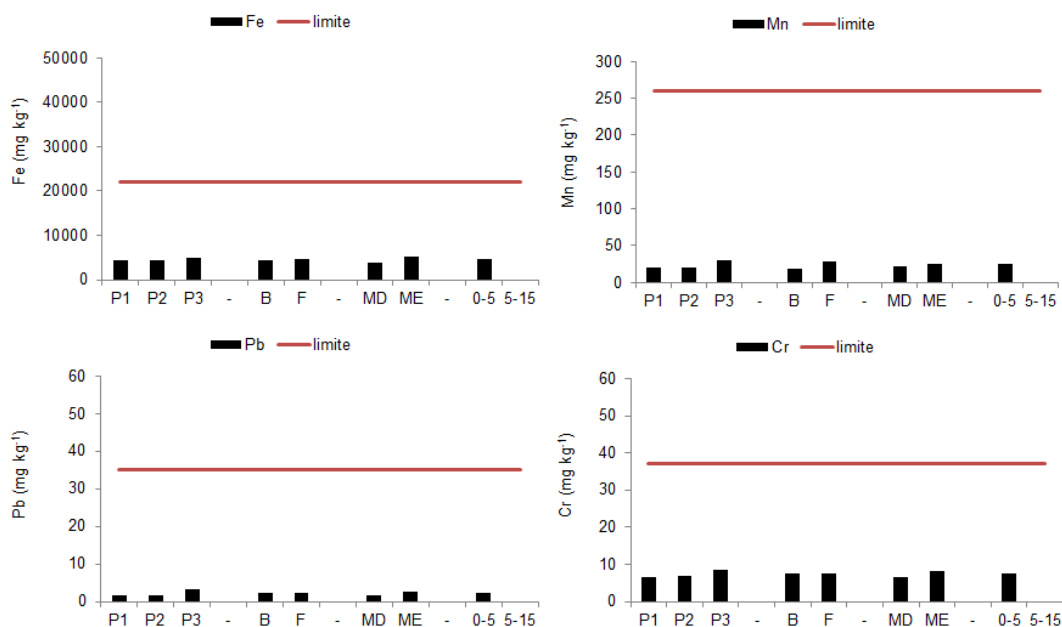 Fe limite
50000
40000
30000
20000
10000
0
Fe (mg kg-1)
P1 P2 P3 - B F - MD ME - 0-5 5-15
Mn limite
300
250
200
150
100
50
0
Mn (mg kg-1)
P1 P2 P3 - B F - MD ME - 0-5 5-15
Pb limite
60
50
40
30
20
10
0
Pb (mg kg-1)
P1 P2 P3 - B F - MD ME - 0-5 5-15
Cr limite
60
50
40
30
20
10
0
Cr (mg kg-1)
P1 P2 P3 - B F - MD ME - 0-5 5-15